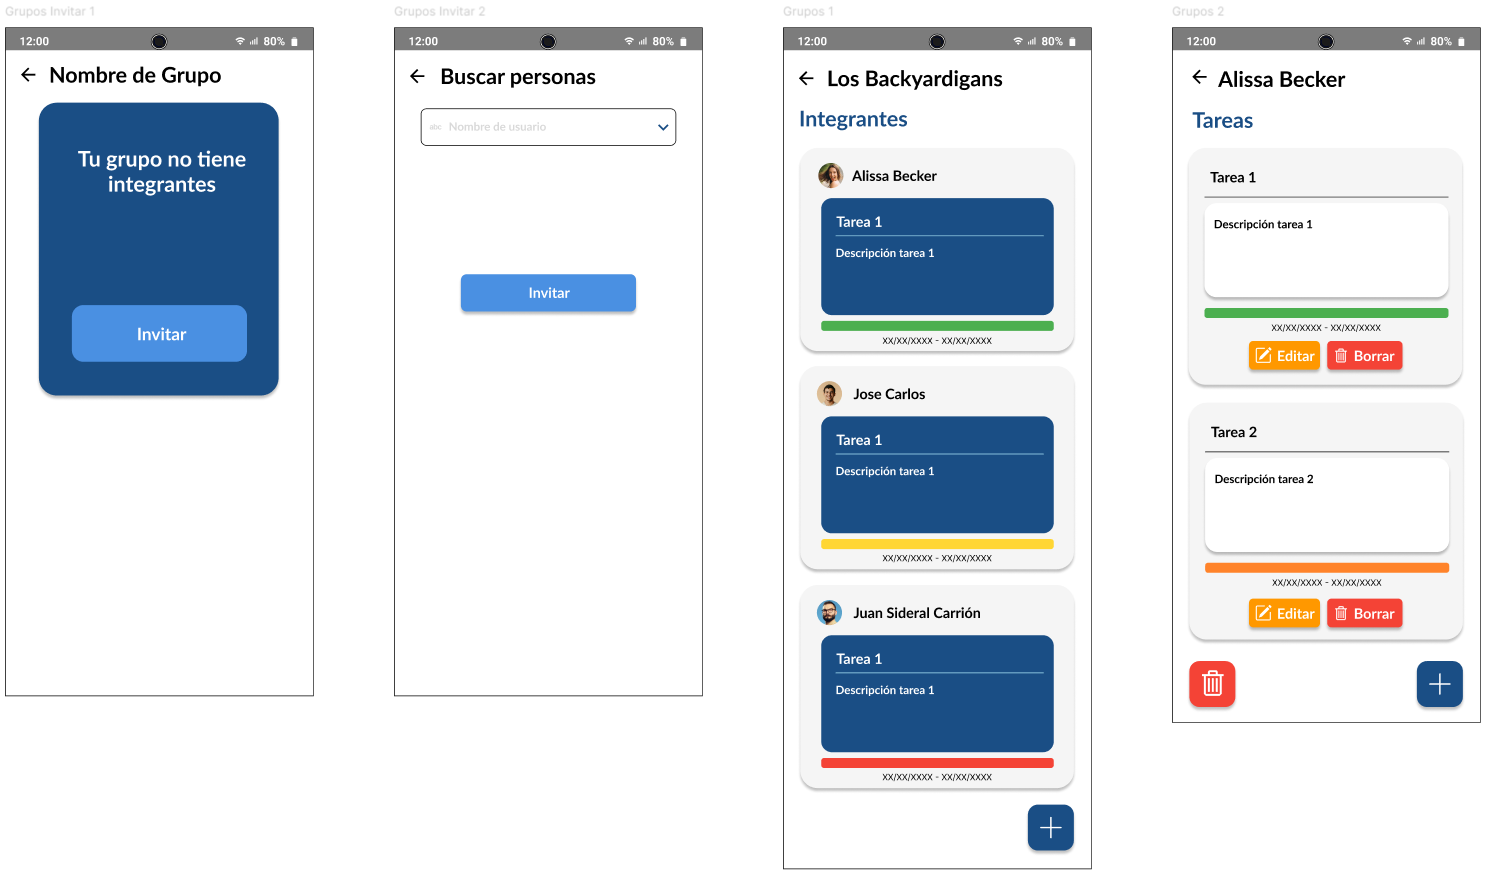 Grupos Invitar 1
12:00
80%
Nombre de Grupo
Tu grupo no tiene
integrantes
Invitar
Grupos Invitar 2
12:00
80%
Buscar personas
abc Nombre de usuario
Invitar
Grupos 1
12:00
80%
Los Backyardigans
Integrantes
Alissa Becker
Tarea 1
Descripción tarea 1
XX/XX/XXXX - XX/XX/XXXX
Jose Carlos
Tarea 1
Descripción tarea 1
XX/XX/XXXX - XX/XX/XXXX
Juan Sideral Carrión
Tarea 1
Descripción tarea 1
XX/XX/XXXX - XX/XX/XXXX
Grupos 2
12:00
80%
Alissa Becker
Tareas
Tarea 1
Descripción tarea 1
XX/XX/XXXX - XX/XX/XXXX
Editar
Borrar
Tarea 2
Descripción tarea 2
XX/XX/XXXX - XX/XX/XXXX
Editar
Borrar